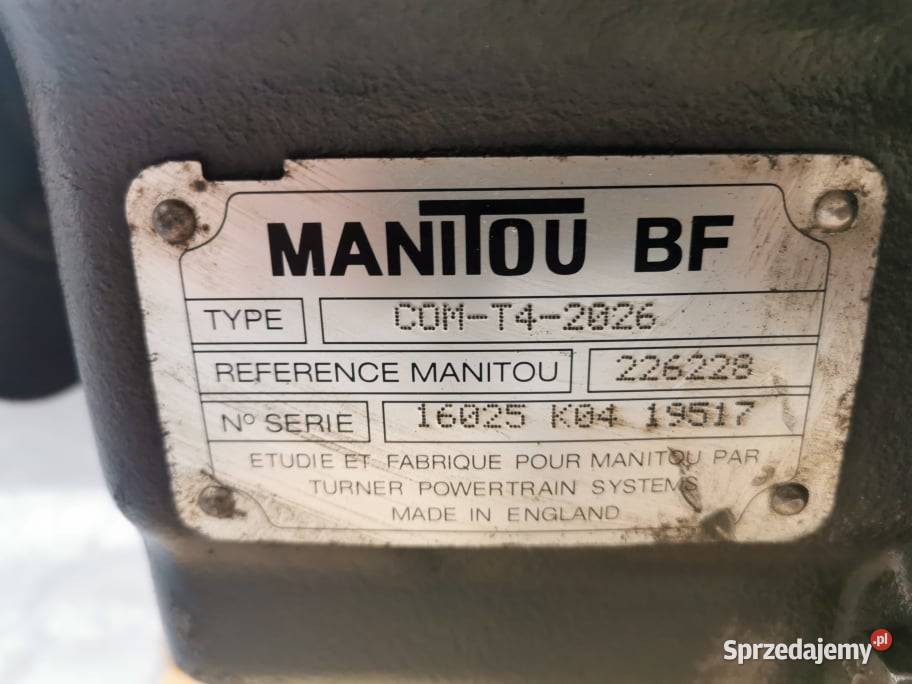 MANITOU BF
TYPE COM-T4-2026
REFERENCE MANITOU 226228
Nº SERIE 16025 K04 19517
ETUDIE ET FABRIQUE POUR MANITOU PAR
TURNER POWERTRAIN SYSTEMS
MADE IN ENGLAND
Sprzedajemy.pl